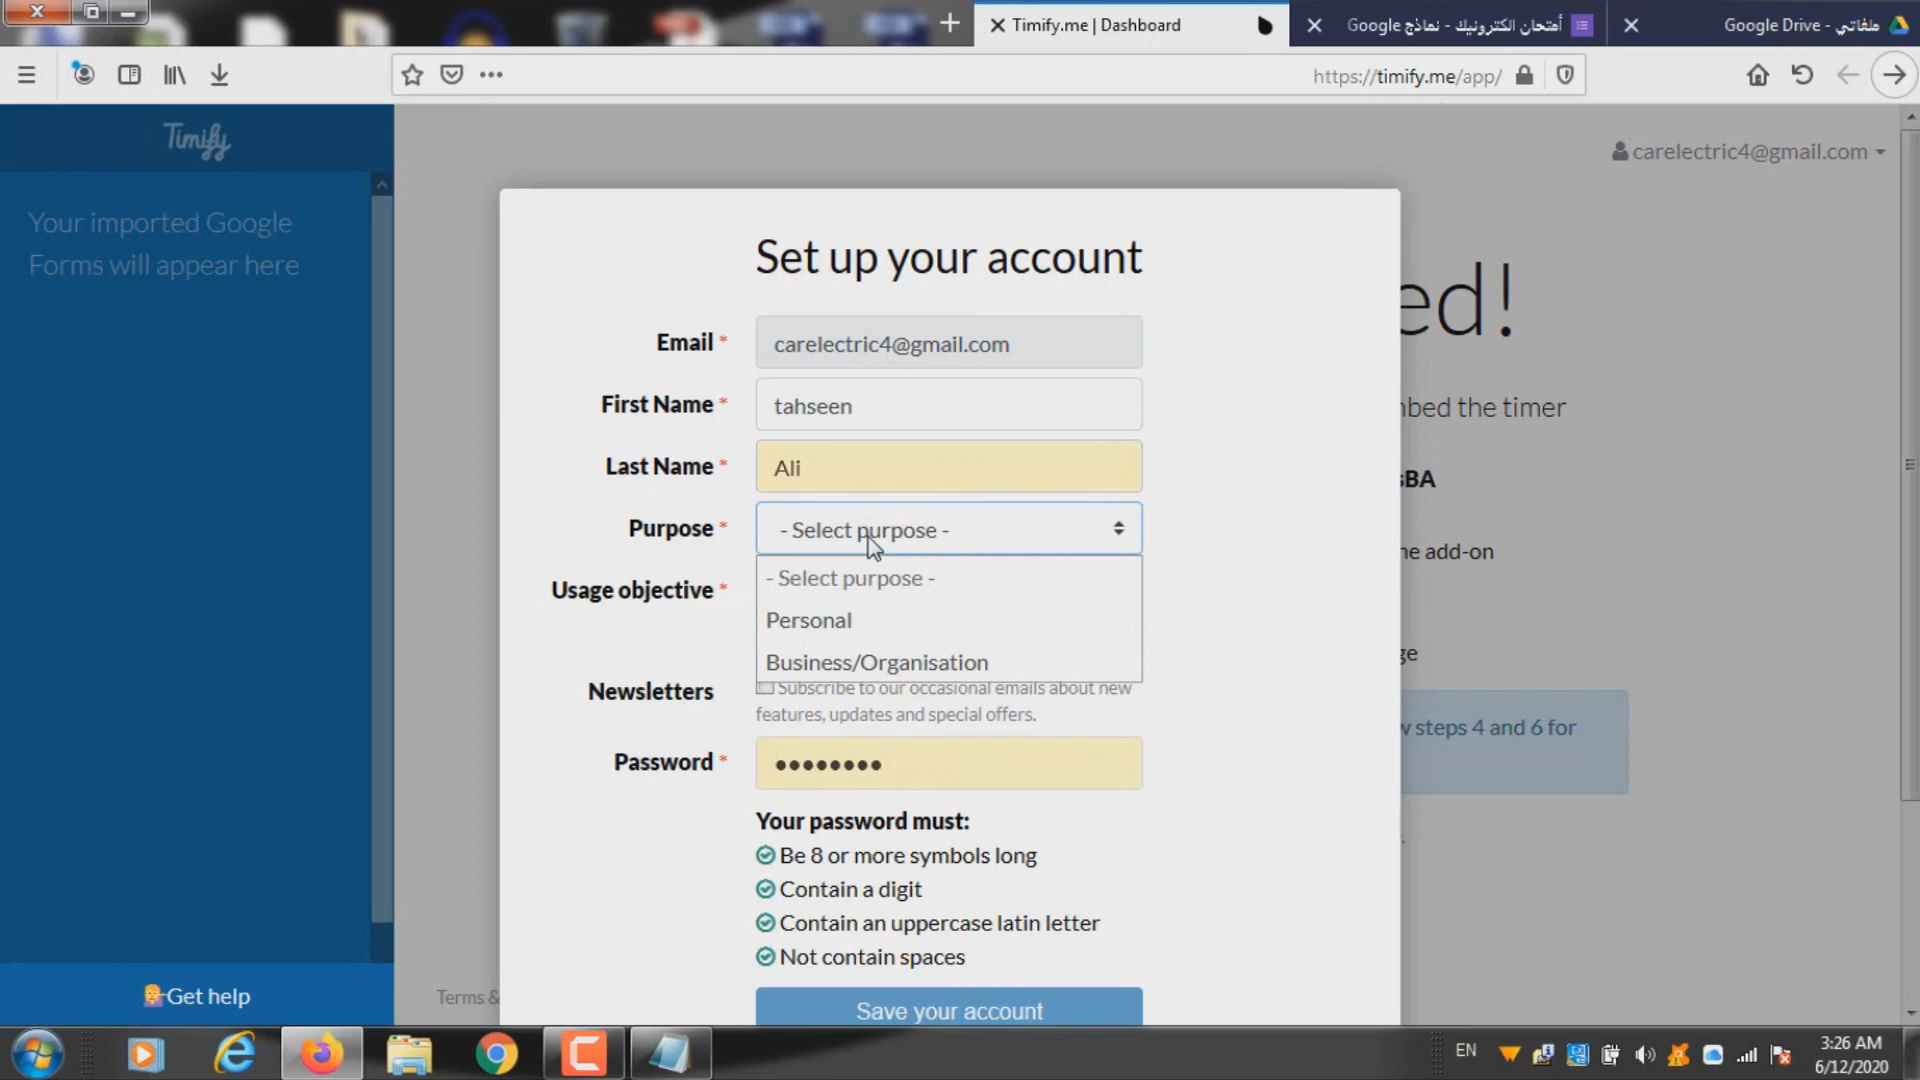 Timify.me | Dashboard
أمتحان الكترونيك - نماذج Google
ملفاتي - Google Drive
https://timify.me/app/
Timify
carelectric4@gmail.com
Your imported Google
Forms will appear here
Set up your account
ed!
Email *
carelectric4@gmail.com
First Name *
tahseen
mbed the timer
Last Name *
Ali
sBA
Purpose *
- Select purpose -
ne add-on
- Select purpose -
Usage objective *
Personal
ge
Business/Organisation
Newsletters
Subscribe to our occasional emails about new
features, updates and special offers.
w steps 4 and 6 for
Password *
••••••••
Your password must:
Be 8 or more symbols long
Contain a digit
Contain an uppercase latin letter
Not contain spaces
Get help
Terms &
Save your account
EN
3:26 AM
6/12/2020